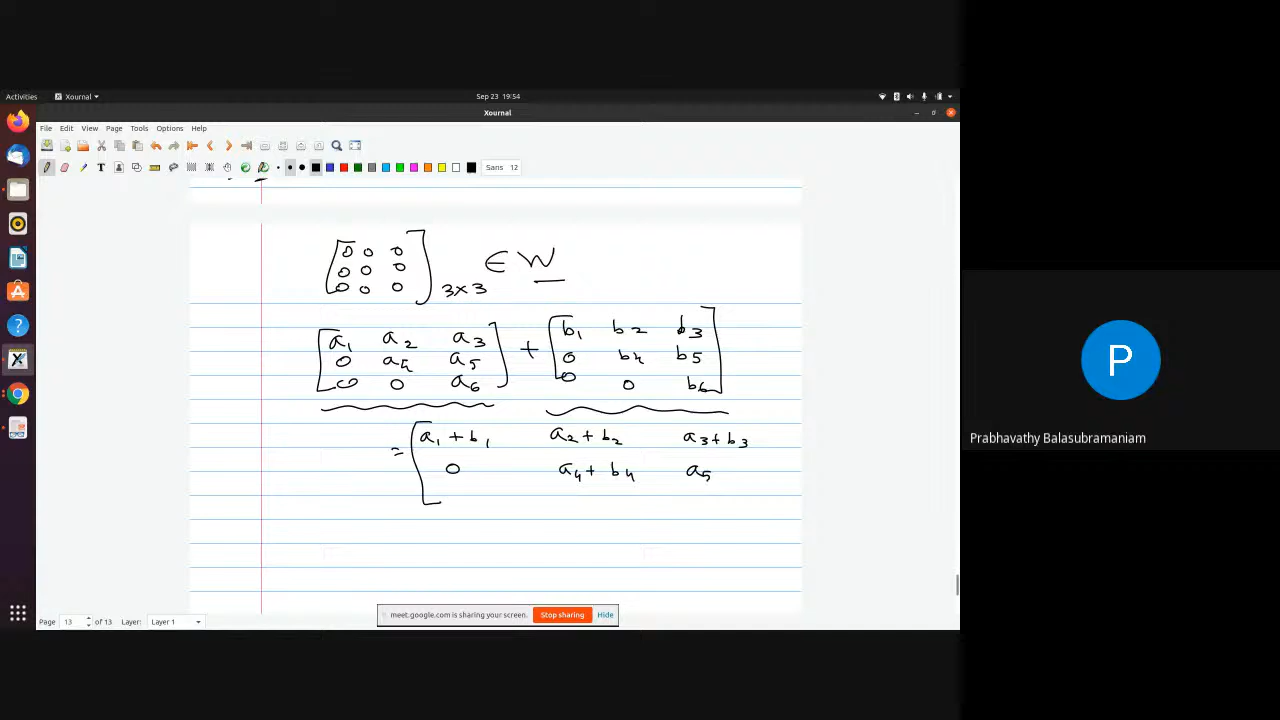 Activities Xournal Sep 23 19:54
Xournal
File Edit View Page Tools Options Help
Sans 12
[0 0 0
0 0 0
0 0 0] 3x3 ∈ W
[a1 a2 a3
0 a4 a5
0 0 a6] + [b1 b2 b3
0 b4 b5
0 0 b6]
= [a1 + b1 a2 + b2 a3 + b3
0 a4 + b4 a5
P
Prabhavathy Balasubramaniam
meet.google.com is sharing your screen. Stop sharing Hide
Page 13 of 13 Layer: Layer 1